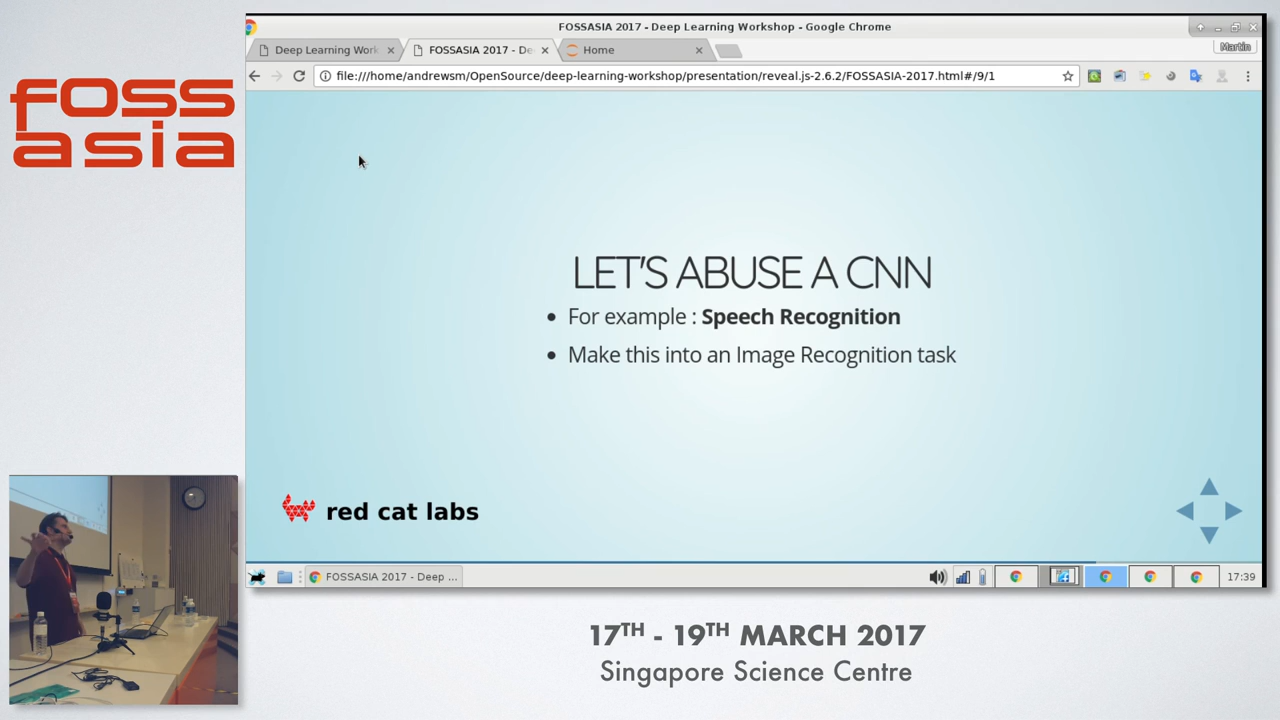 foss
asia
FOSSASIA 2017 - Deep Learning Workshop - Google Chrome
Deep Learning Work
FOSSASIA 2017 - De
Home
Martin
file:///home/andrewsm/OpenSource/deep-learning-workshop/presentation/reveal.js-2.6.2/FOSSASIA-2017.html#/9/1
LET'S ABUSE A CNN
For example : Speech Recognition
Make this into an Image Recognition task
red cat labs
FOSSASIA 2017 - Deep ...
17:39
17TH - 19TH MARCH 2017
Singapore Science Centre